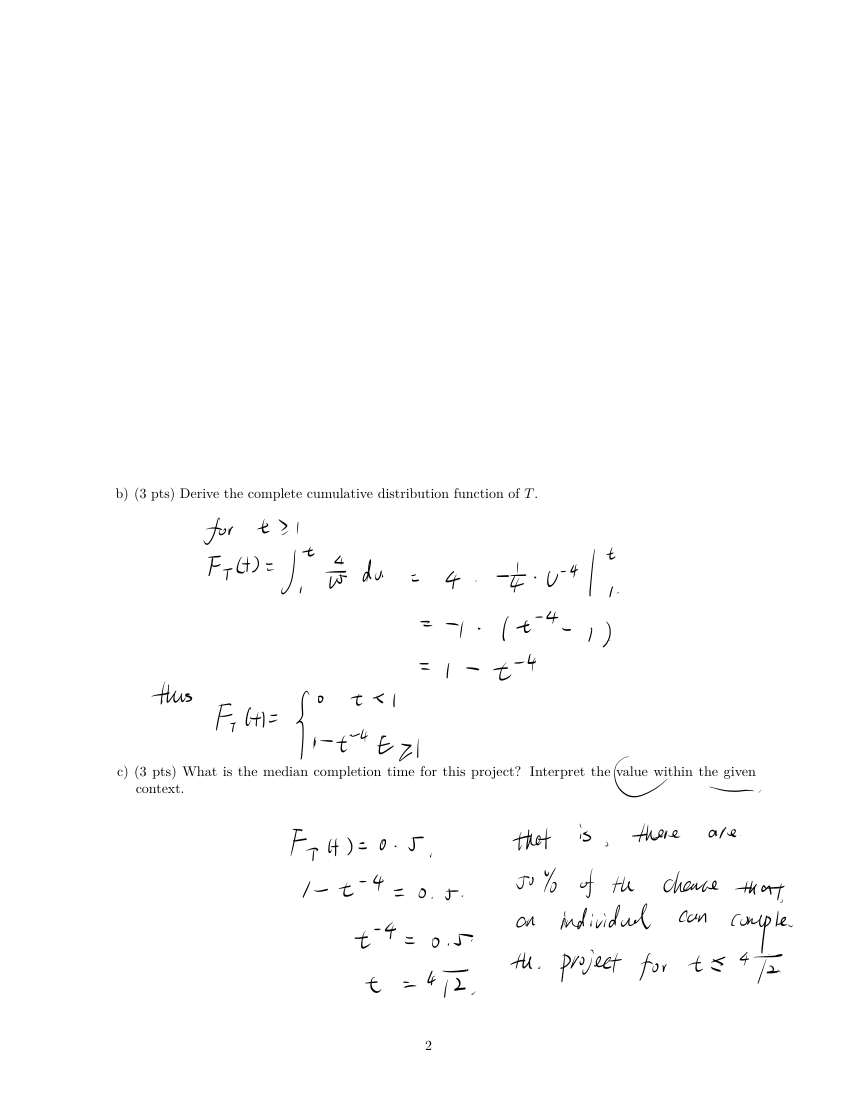 b) (3 pts) Derive the complete cumulative distribution function of T.
for t ≥ 1
F_T(t) = ∫_1^t 4/u^5 du = 4 · -1/4 · u^-4 |_1^t
= -1 · (t^-4 - 1)
= 1 - t^-4
thus
F_T(t) = { 0 t < 1
1 - t^-4 t ≥ 1
c) (3 pts) What is the median completion time for this project? Interpret the value within the given
context.
F_T(t) = 0.5.
1 - t^-4 = 0.5.
t^-4 = 0.5
t = ⁴√2.
that is, there are
50% of the chance that
an individual can comple
the project for t ≤ ⁴√2
2